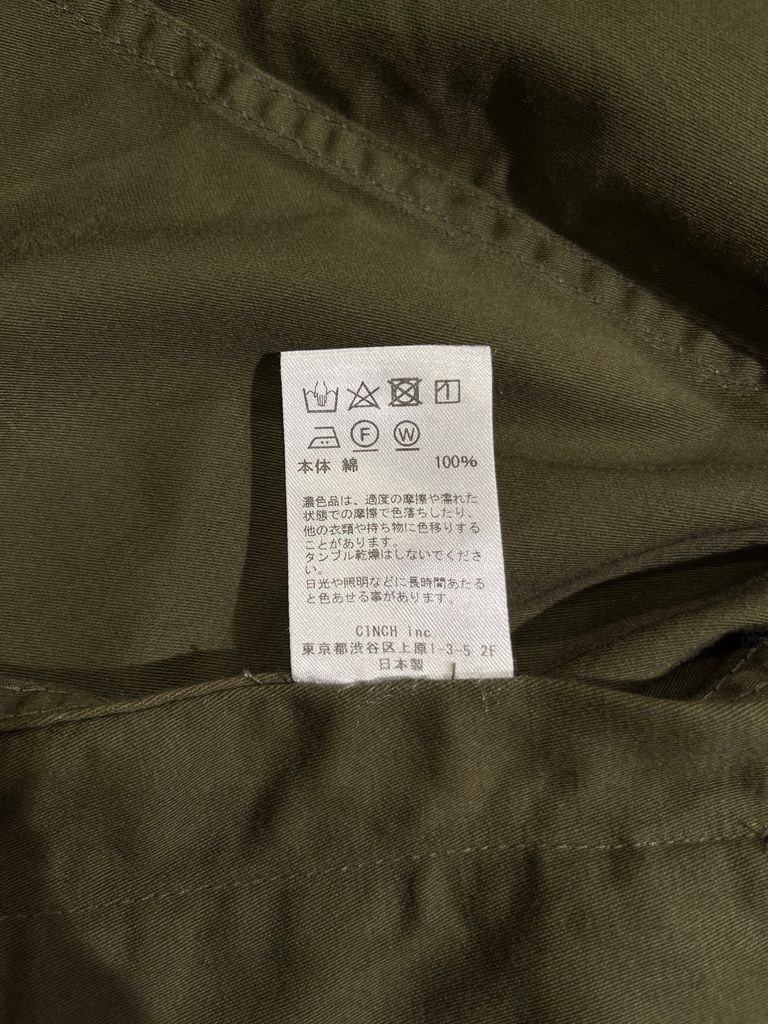 F W
本体 綿 100%
濃色品は、過度の摩擦や濡れた
状態での摩擦で色落ちしたり、
他の衣類や持ち物に色移りする
ことがあります。
タンブル乾燥はしないでくださ
い。
日光や照明などに長時間あたる
と色あせる事があります。
CINCH inc
東京都渋谷区上原1-3-5 2F
日本製